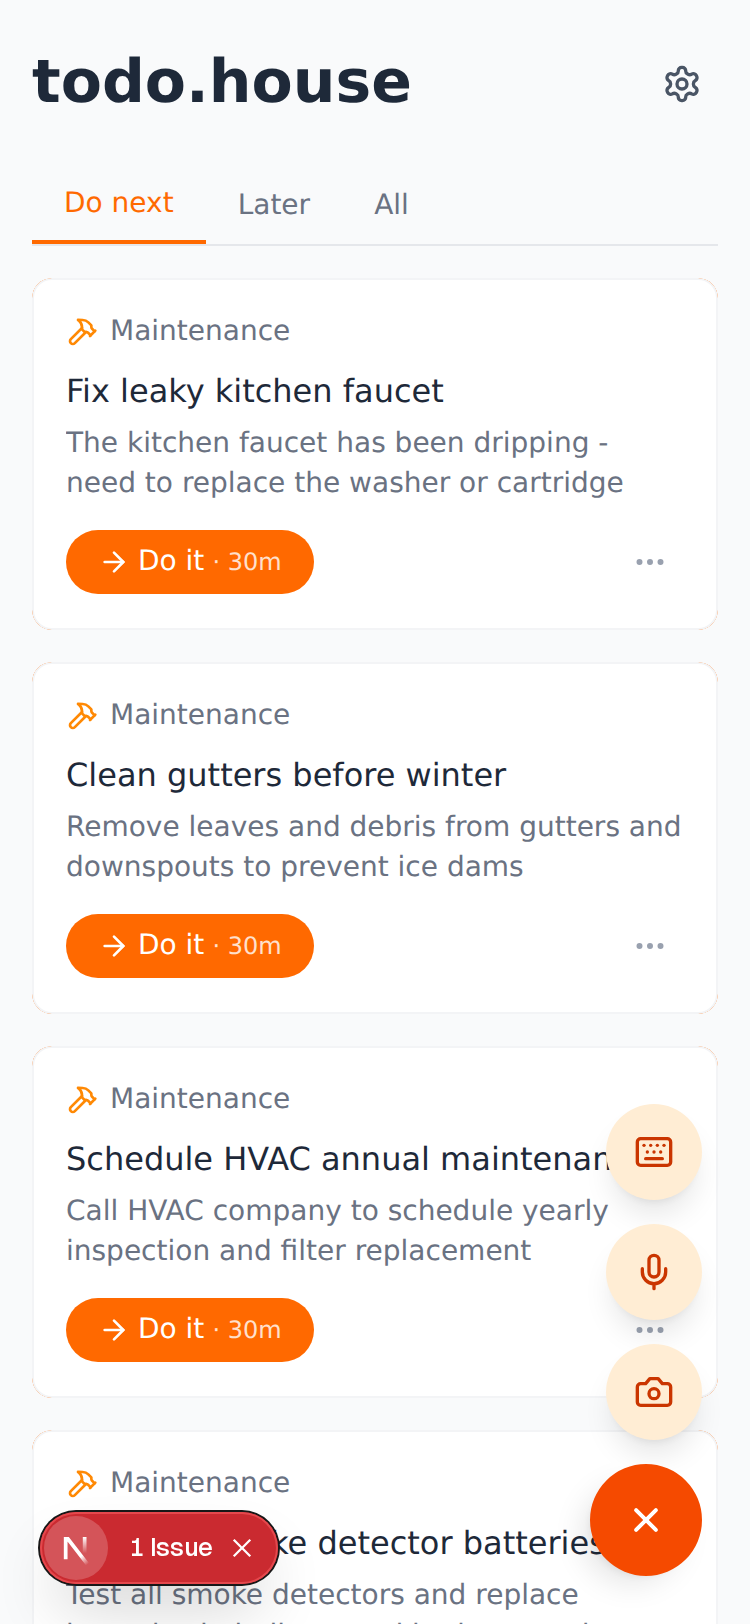 todo.house
Do next
Later
All
Maintenance
Fix leaky kitchen faucet
The kitchen faucet has been dripping -
need to replace the washer or cartridge
Do it · 30m
Maintenance
Clean gutters before winter
Remove leaves and debris from gutters and
downspouts to prevent ice dams
Do it · 30m
Maintenance
Schedule HVAC annual maintenan
Call HVAC company to schedule yearly
inspection and filter replacement
Do it · 30m
Maintenance
ke detector batteries
N 1 Issue
Test all smoke detectors and replace